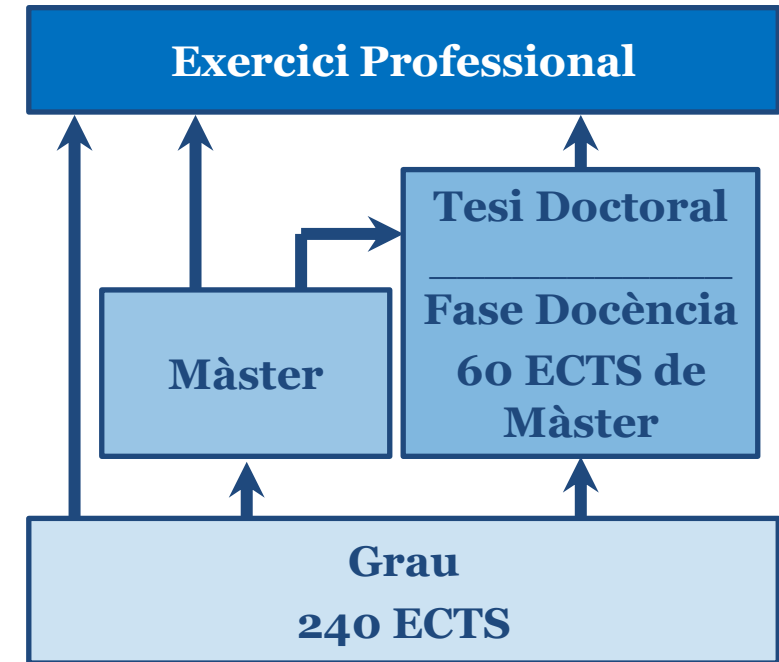 Exercici Professional
Tesi Doctoral
Fase Docència
60 ECTS de
Màster
Màster
Grau
240 ECTS